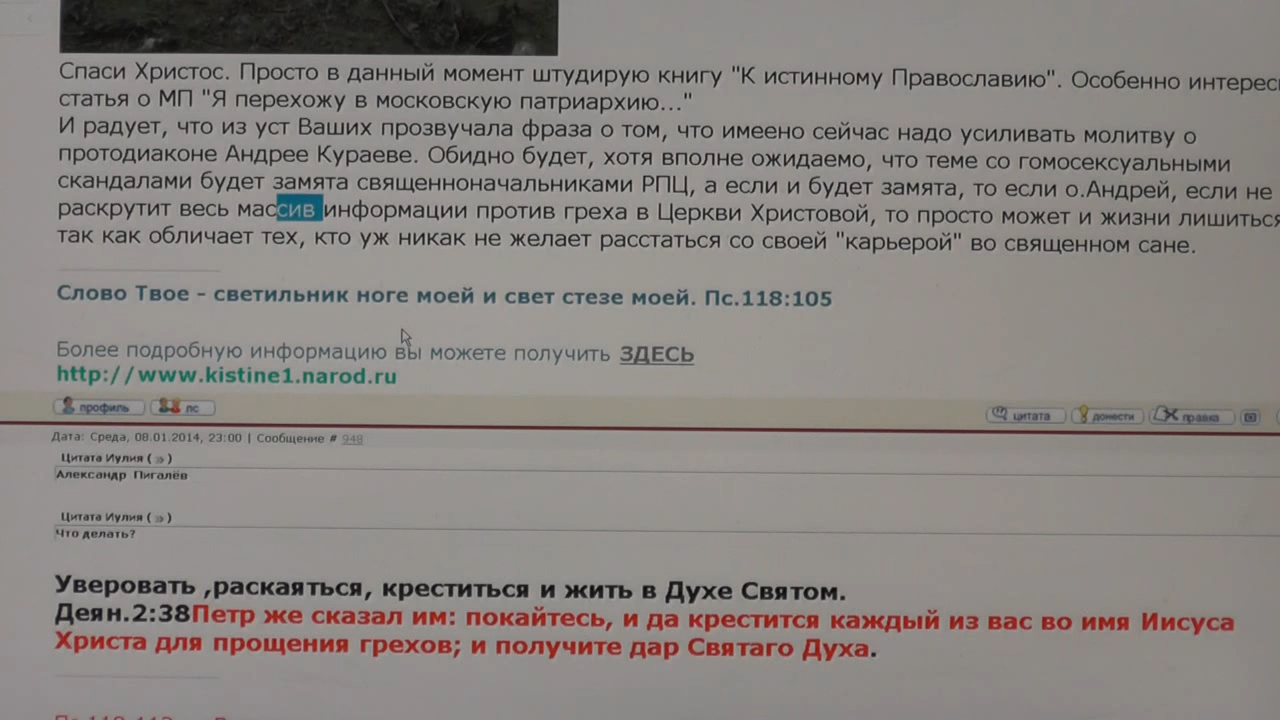 Спаси Христос. Просто в данный момент штудирую книгу "К истинному Православию". Особенно
статья о МП "Я перехожу в московскую патриархию..."
И радует, что из уст Ваших прозвучала фраза о том, что имеено сейчас надо усиливать молитву о
протодиаконе Андрее Кураеве. Обидно будет, хотя вполне ожидаемо, что теме со гомосексуальными
скандалами будет замята священноначальниками РПЦ, а если и будет замята, то если о.Андрей, если не
раскрутит весь массив информации против греха в Церкви Христовой, то просто может и жизни лишиться
так как обличает тех, кто уж никак не желает расстаться со своей "карьерой" во священном сане.
Слово Твое - светильник ноге моей и свет стезе моей. Пс.118:105
Более подробную информацию вы можете получить ЗДЕСЬ
http://www.kistine1.narod.ru
профиль лс цитата донести правка
Дата: Среда, 08.01.2014, 23:00 | Сообщение # 948
Цитата Иулия ( » )
Александр Пигалёв
Цитата Иулия ( » )
Что делать?
Уверовать ,раскаяться, креститься и жить в Духе Святом.
Деян.2:38Петр же сказал им: покайтесь, и да крестится каждый из вас во имя Иисуса
Христа для прощения грехов; и получите дар Святаго Духа.